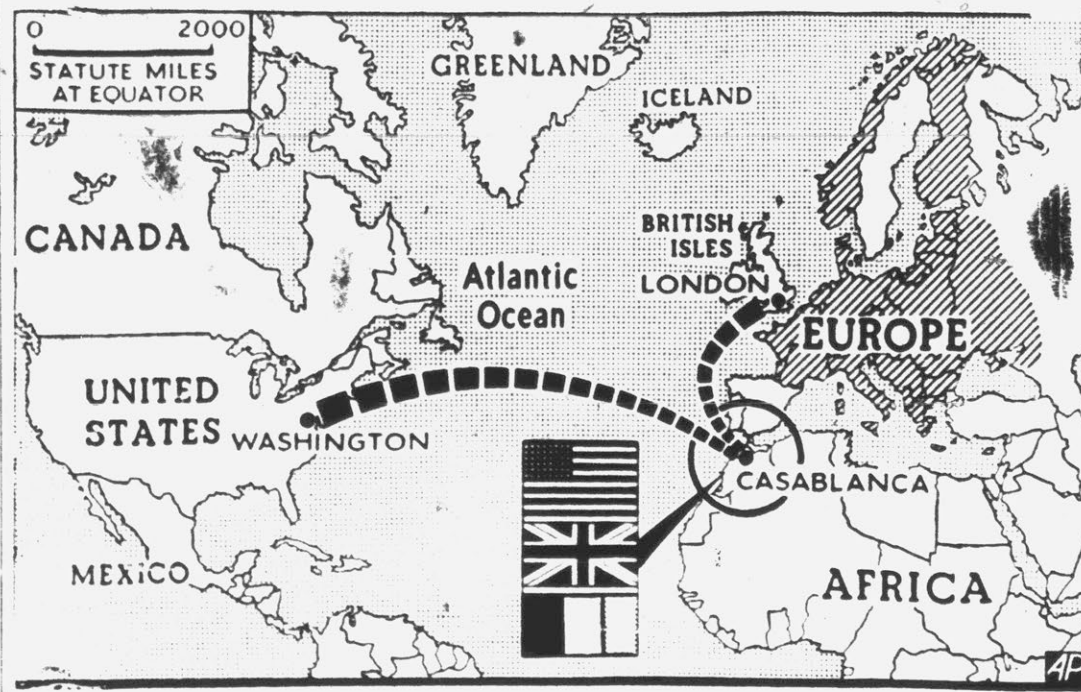 0 2000
STATUTE MILES
AT EQUATOR
GREENLAND
ICELAND
CANADA
BRITISH
ISLES
LONDON
Atlantic
Ocean
EUROPE
UNITED
STATES
WASHINGTON
CASABLANCA
MEXICO
AFRICA
AP